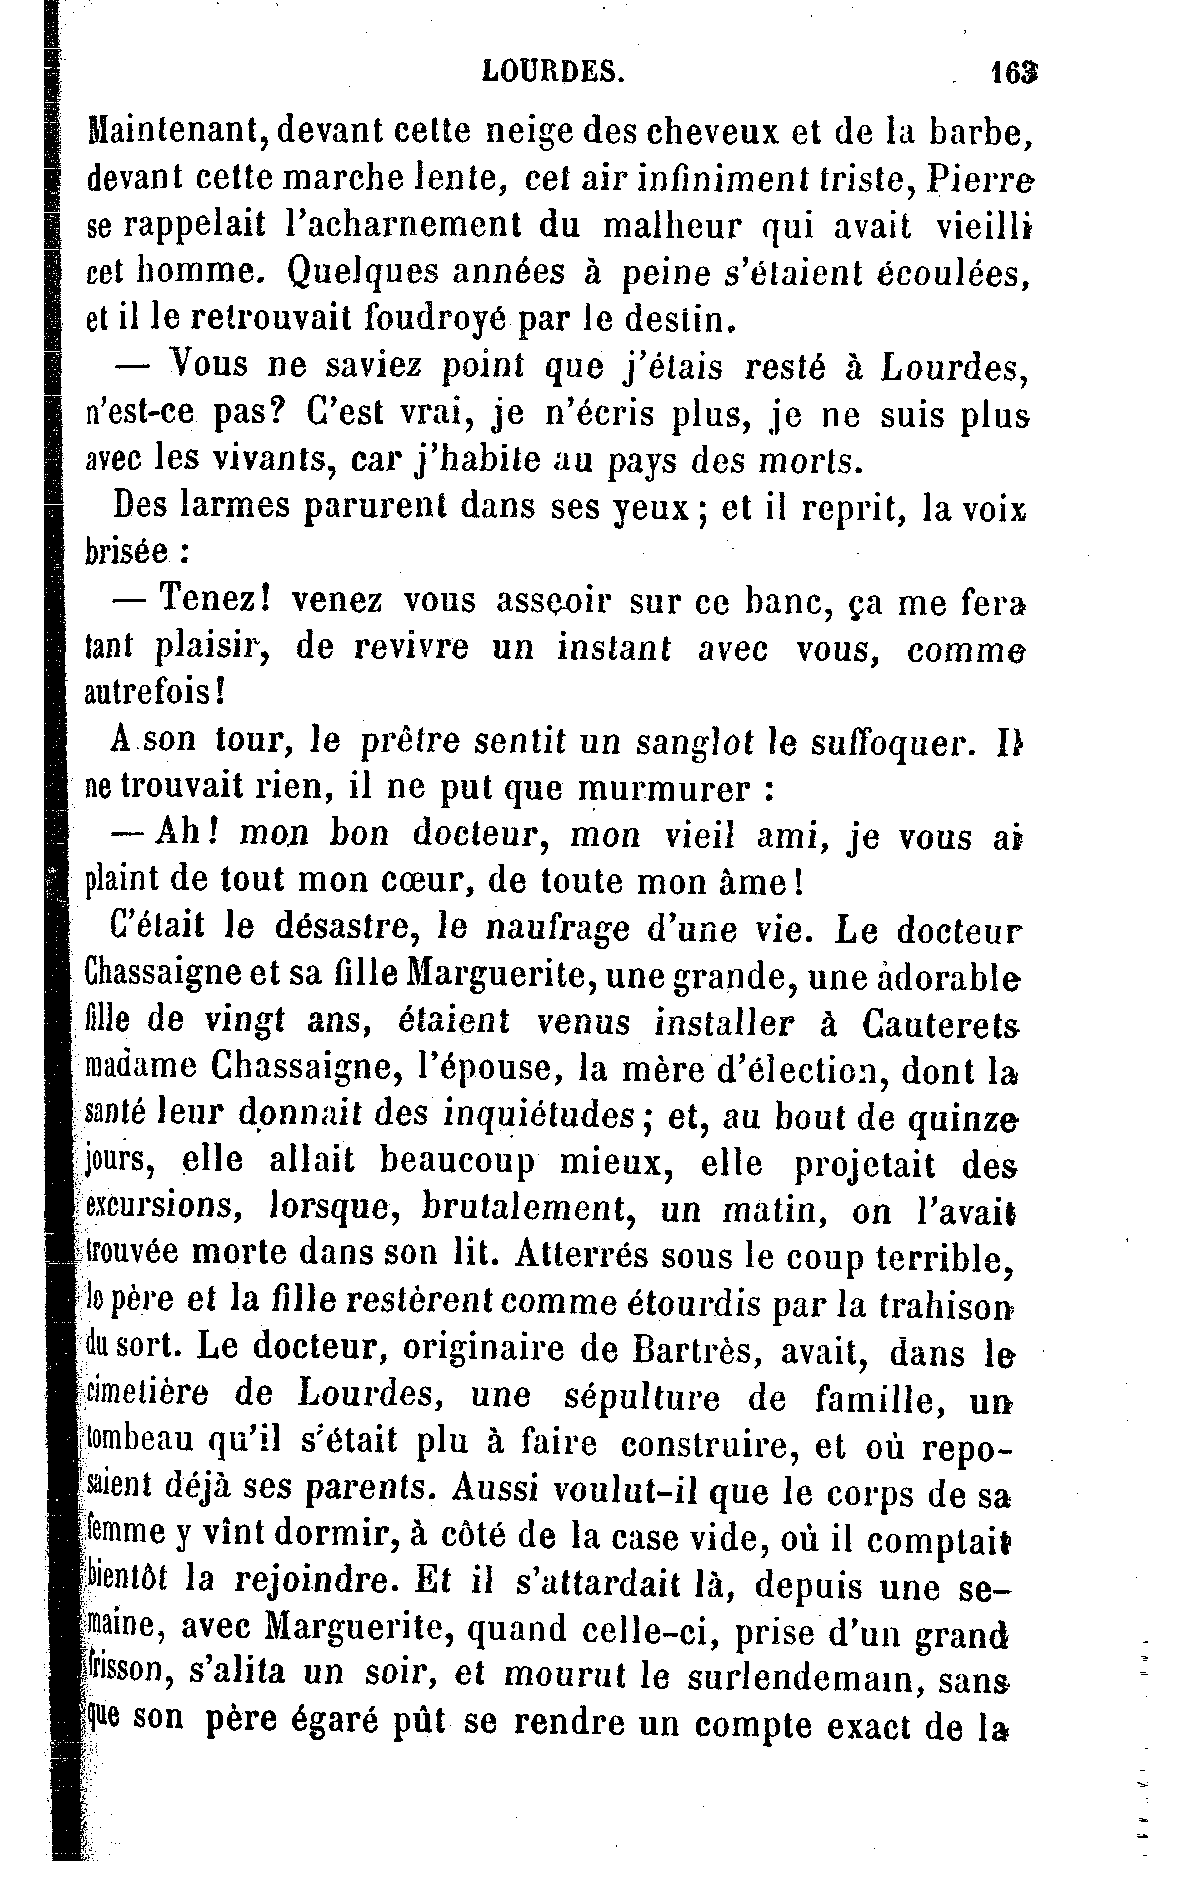 LOURDES. 163
Maintenant, devant cette neige des cheveux et de la barbe,
devant cette marche lente, cet air infiniment triste, Pierre
se rappelait l'acharnement du malheur qui avait vieilli
cet homme. Quelques années à peine s'étaient écoulées,
et il le retrouvait foudroyé par le destin.
— Vous ne saviez point que j'étais resté à Lourdes,
n'est-ce pas? C'est vrai, je n'écris plus, je ne suis plus
avec les vivants, car j'habite au pays des morts.
Des larmes parurent dans ses yeux ; et il reprit, la voix
brisée :
— Tenez! venez vous asseoir sur ce banc, ça me fera
tant plaisir, de revivre un instant avec vous, comme
autrefois!
A son tour, le prêtre sentit un sanglot le suffoquer. Il
ne trouvait rien, il ne put que murmurer :
— Ah! mon bon docteur, mon vieil ami, je vous ai
plaint de tout mon cœur, de toute mon âme!
C'était le désastre, le naufrage d'une vie. Le docteur
Chassaigne et sa fille Marguerite, une grande, une adorable
fille de vingt ans, étaient venus installer à Cauterets
madame Chassaigne, l'épouse, la mère d'élection, dont la
santé leur donnait des inquiétudes ; et, au bout de quinze
jours, elle allait beaucoup mieux, elle projetait des
excursions, lorsque, brutalement, un matin, on l'avait
trouvée morte dans son lit. Atterrés sous le coup terrible,
le père et la fille restèrent comme étourdis par la trahison
du sort. Le docteur, originaire de Bartrès, avait, dans le
cimetière de Lourdes, une sépulture de famille, un
tombeau qu'il s'était plu à faire construire, et où repo-
saient déjà ses parents. Aussi voulut-il que le corps de sa
femme y vînt dormir, à côté de la case vide, où il comptait
bientôt la rejoindre. Et il s'attardait là, depuis une se-
maine, avec Marguerite, quand celle-ci, prise d'un grand
frisson, s'alita un soir, et mourut le surlendemain, sans
que son père égaré pût se rendre un compte exact de la